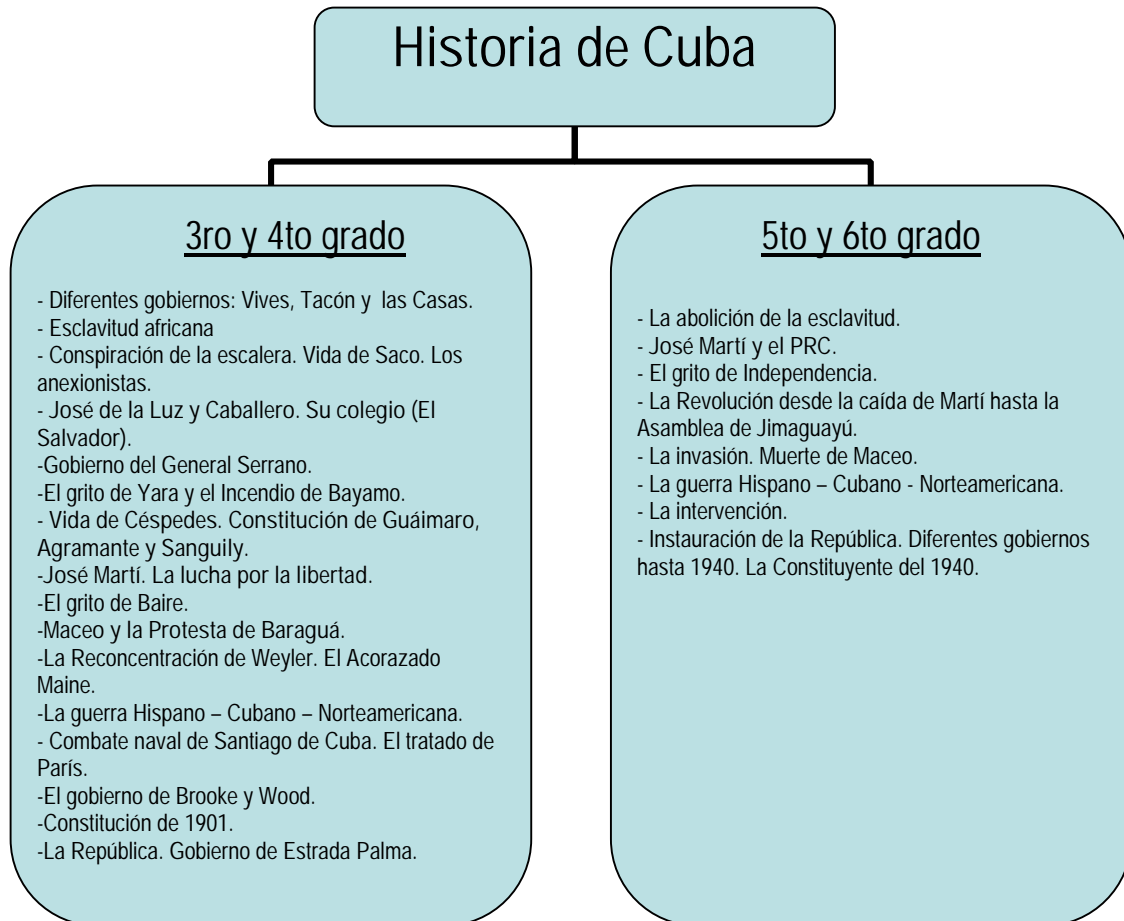 Historia de Cuba
3ro y 4to grado
- Diferentes gobiernos: Vives, Tacón y las Casas.
- Esclavitud africana
- Conspiración de la escalera. Vida de Saco. Los
anexionistas.
- José de la Luz y Caballero. Su colegio (El
Salvador).
-Gobierno del General Serrano.
-El grito de Yara y el Incendio de Bayamo.
- Vida de Céspedes. Constitución de Guáimaro,
Agramante y Sanguily.
-José Martí. La lucha por la libertad.
-El grito de Baire.
-Maceo y la Protesta de Baraguá.
-La Reconcentración de Weyler. El Acorazado
Maine.
-La guerra Hispano – Cubano – Norteamericana.
- Combate naval de Santiago de Cuba. El tratado de
París.
-El gobierno de Brooke y Wood.
-Constitución de 1901.
-La República. Gobierno de Estrada Palma.
5to y 6to grado
- La abolición de la esclavitud.
- José Martí y el PRC.
- El grito de Independencia.
- La Revolución desde la caída de Martí hasta la
Asamblea de Jimaguayú.
- La invasión. Muerte de Maceo.
- La guerra Hispano – Cubano - Norteamericana.
- La intervención.
- Instauración de la República. Diferentes gobiernos
hasta 1940. La Constituyente del 1940.